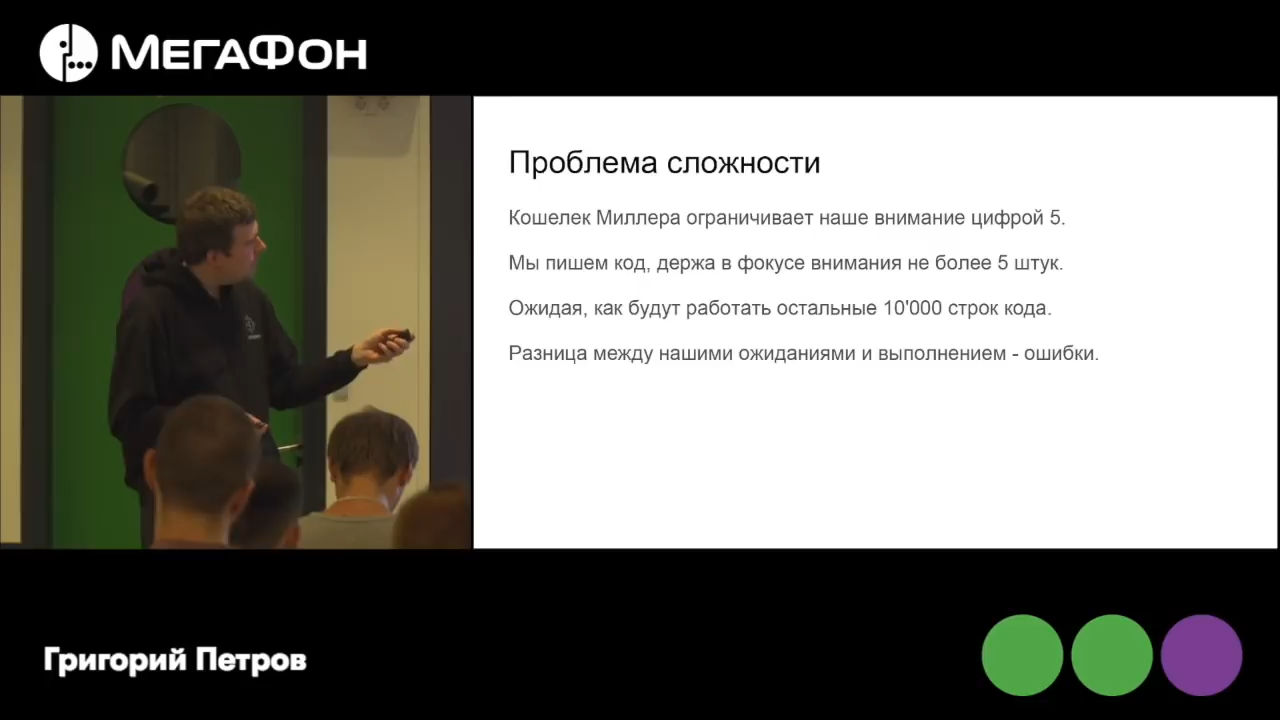 МегаФон
Проблема сложности
Кошелек Миллера ограничивает наше внимание цифрой 5.
Мы пишем код, держа в фокусе внимания не более 5 штук.
Ожидая, как будут работать остальные 10'000 строк кода.
Разница между нашими ожиданиями и выполнением - ошибки.
Григорий Петров